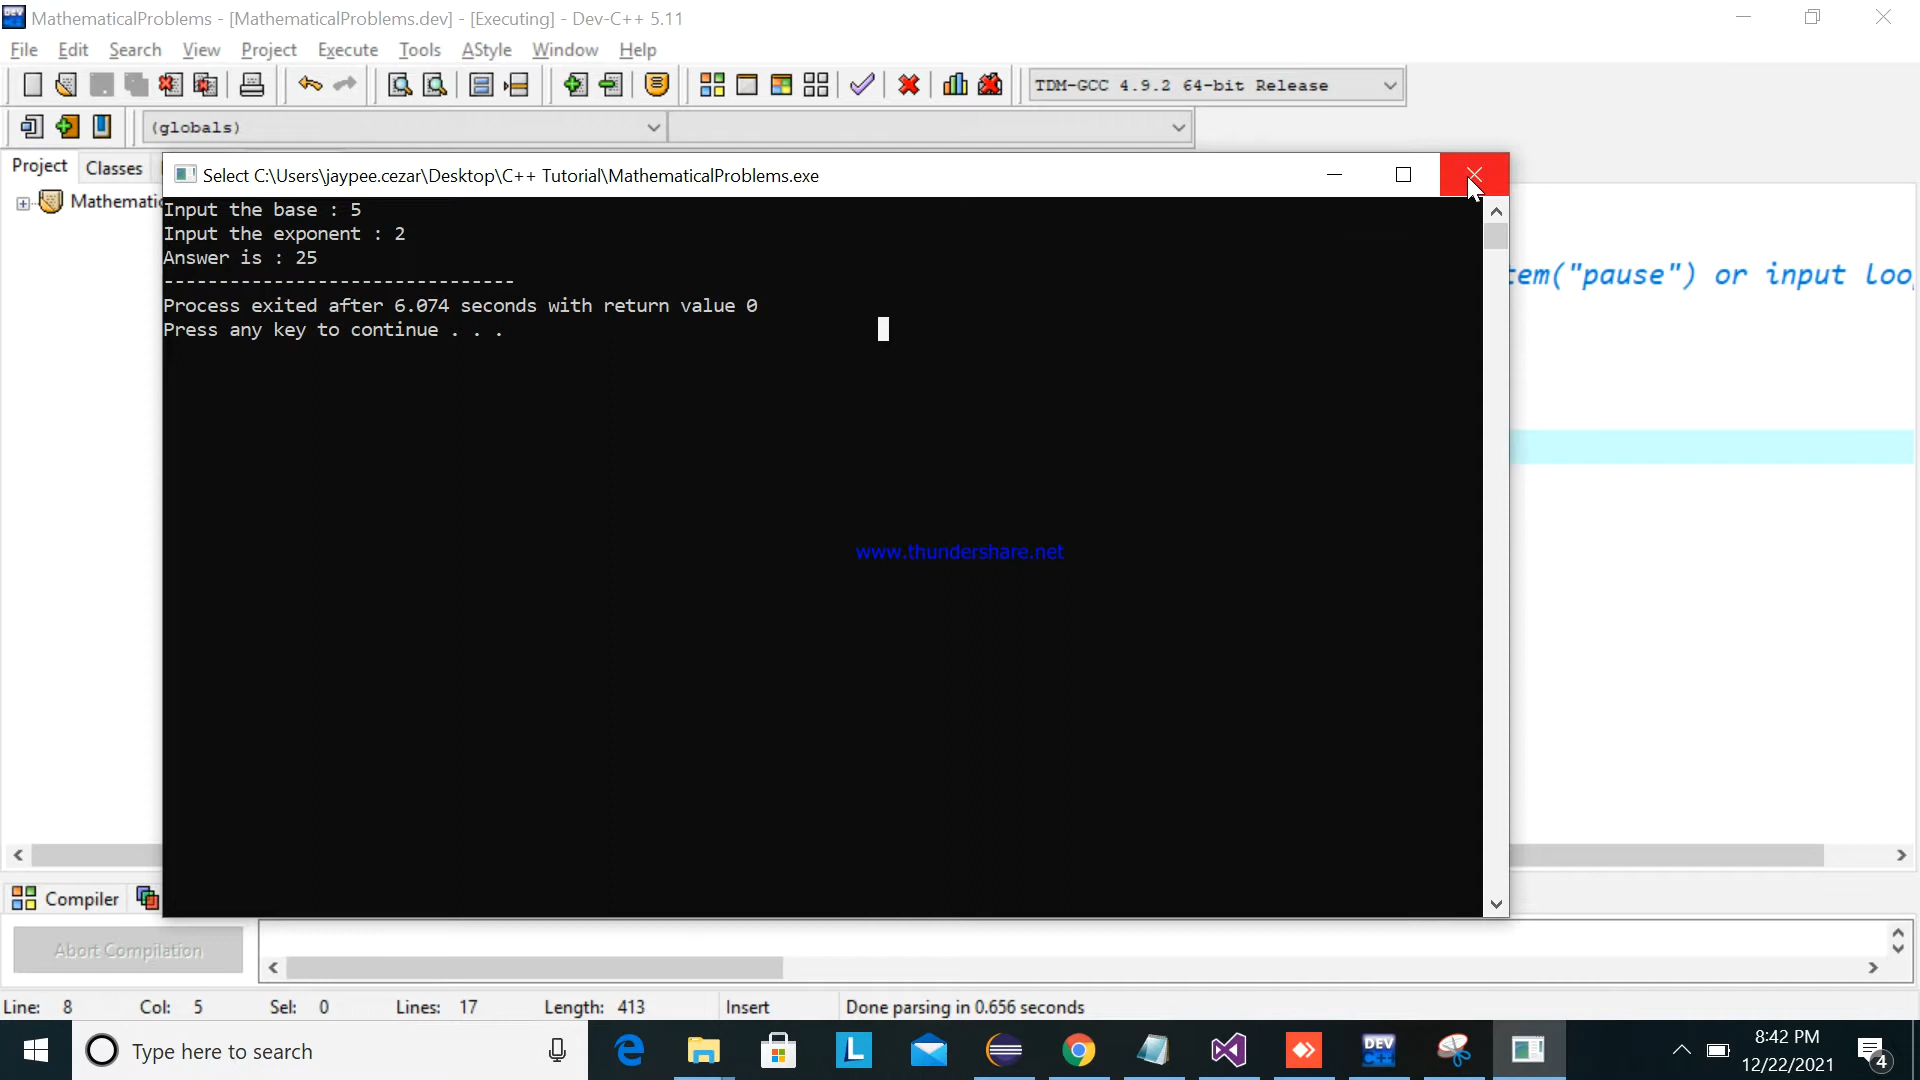 MathematicalProblems - [MathematicalProblems.dev] - [Executing] - Dev-C++ 5.11
File Edit Search View Project Execute Tools AStyle Window Help
TDM-GCC 4.9.2 64-bit Release
(globals)
Project Classes
Select C:\Users\jaypee.cezar\Desktop\C++ Tutorial\MathematicalProblems.exe
Input the base : 5
Input the exponent : 2
Answer is : 25
--------------------------------
Process exited after 6.074 seconds with return value 0
Press any key to continue . . .
tem("pause") or input loo
www.thundershare.net
Compiler
Abort Compilation
Line: 8 Col: 5 Sel: 0 Lines: 17 Length: 413 Insert Done parsing in 0.656 seconds
Type here to search
DEV
C++
L
8:42 PM
12/22/2021
4